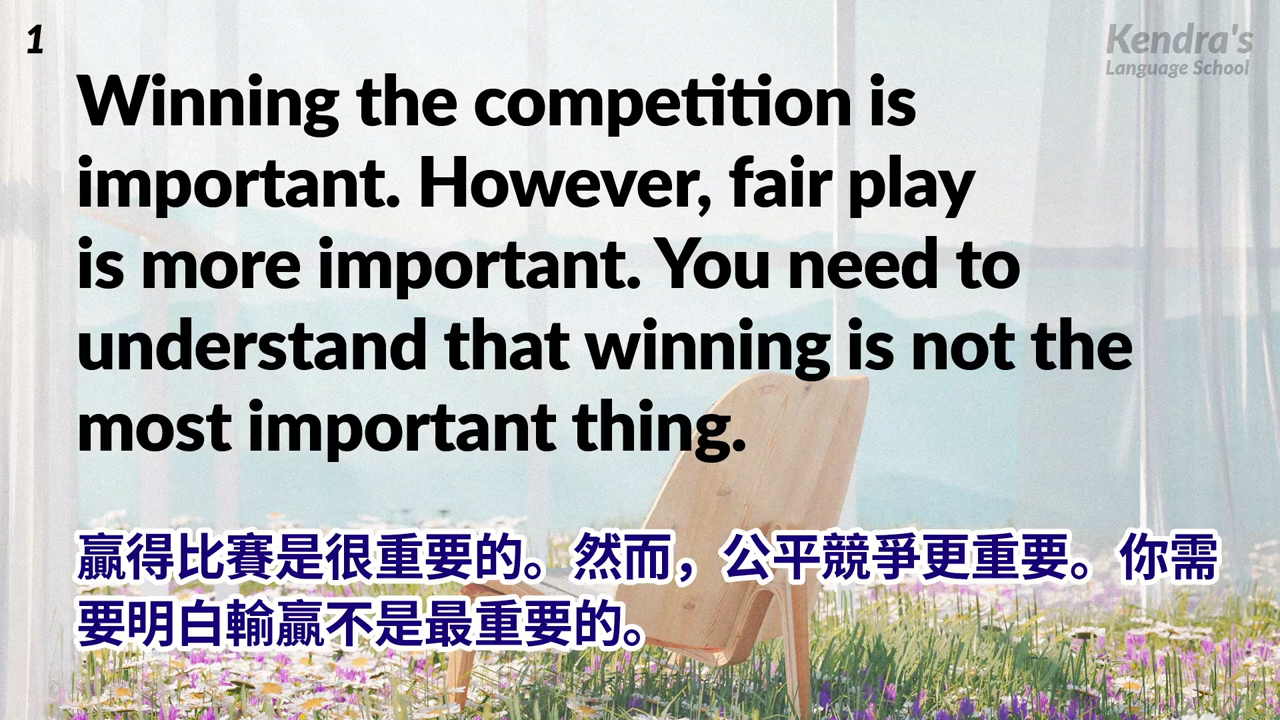 1
Kendra's
Language School
Winning the competition is
important. However, fair play
is more important. You need to
understand that winning is not the
most important thing.
贏得比賽是很重要的。然而，公平競爭更重要。你需
要明白輸贏不是最重要的。